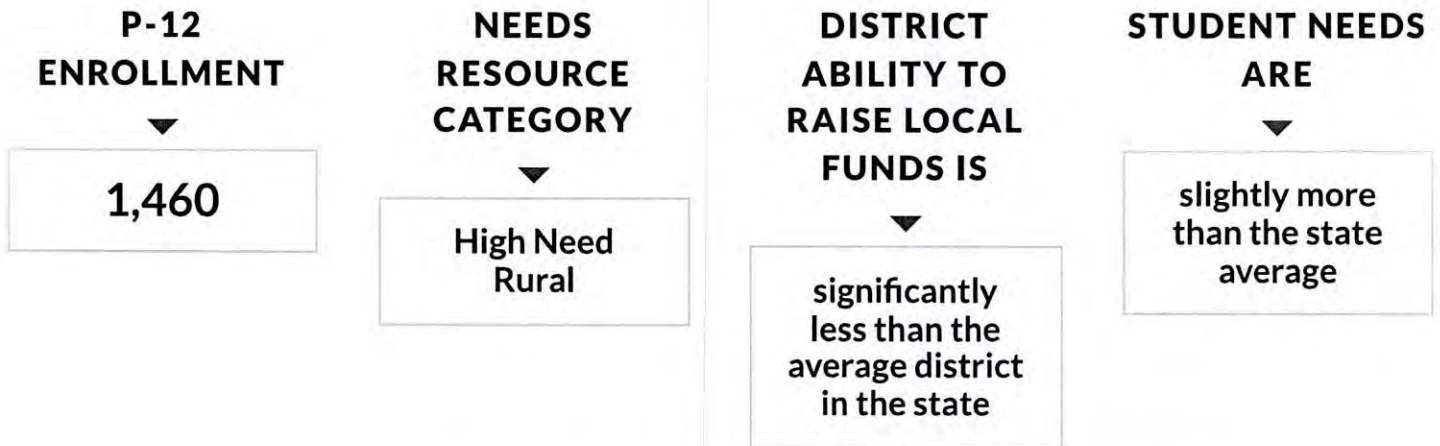 P-12
ENROLLMENT
1,460
NEEDS
RESOURCE
CATEGORY
High Need
Rural
DISTRICT
ABILITY TO
RAISE LOCAL
FUNDS IS
significantly
less than the
average district
in the state
STUDENT NEEDS
ARE
slightly more
than the state
average